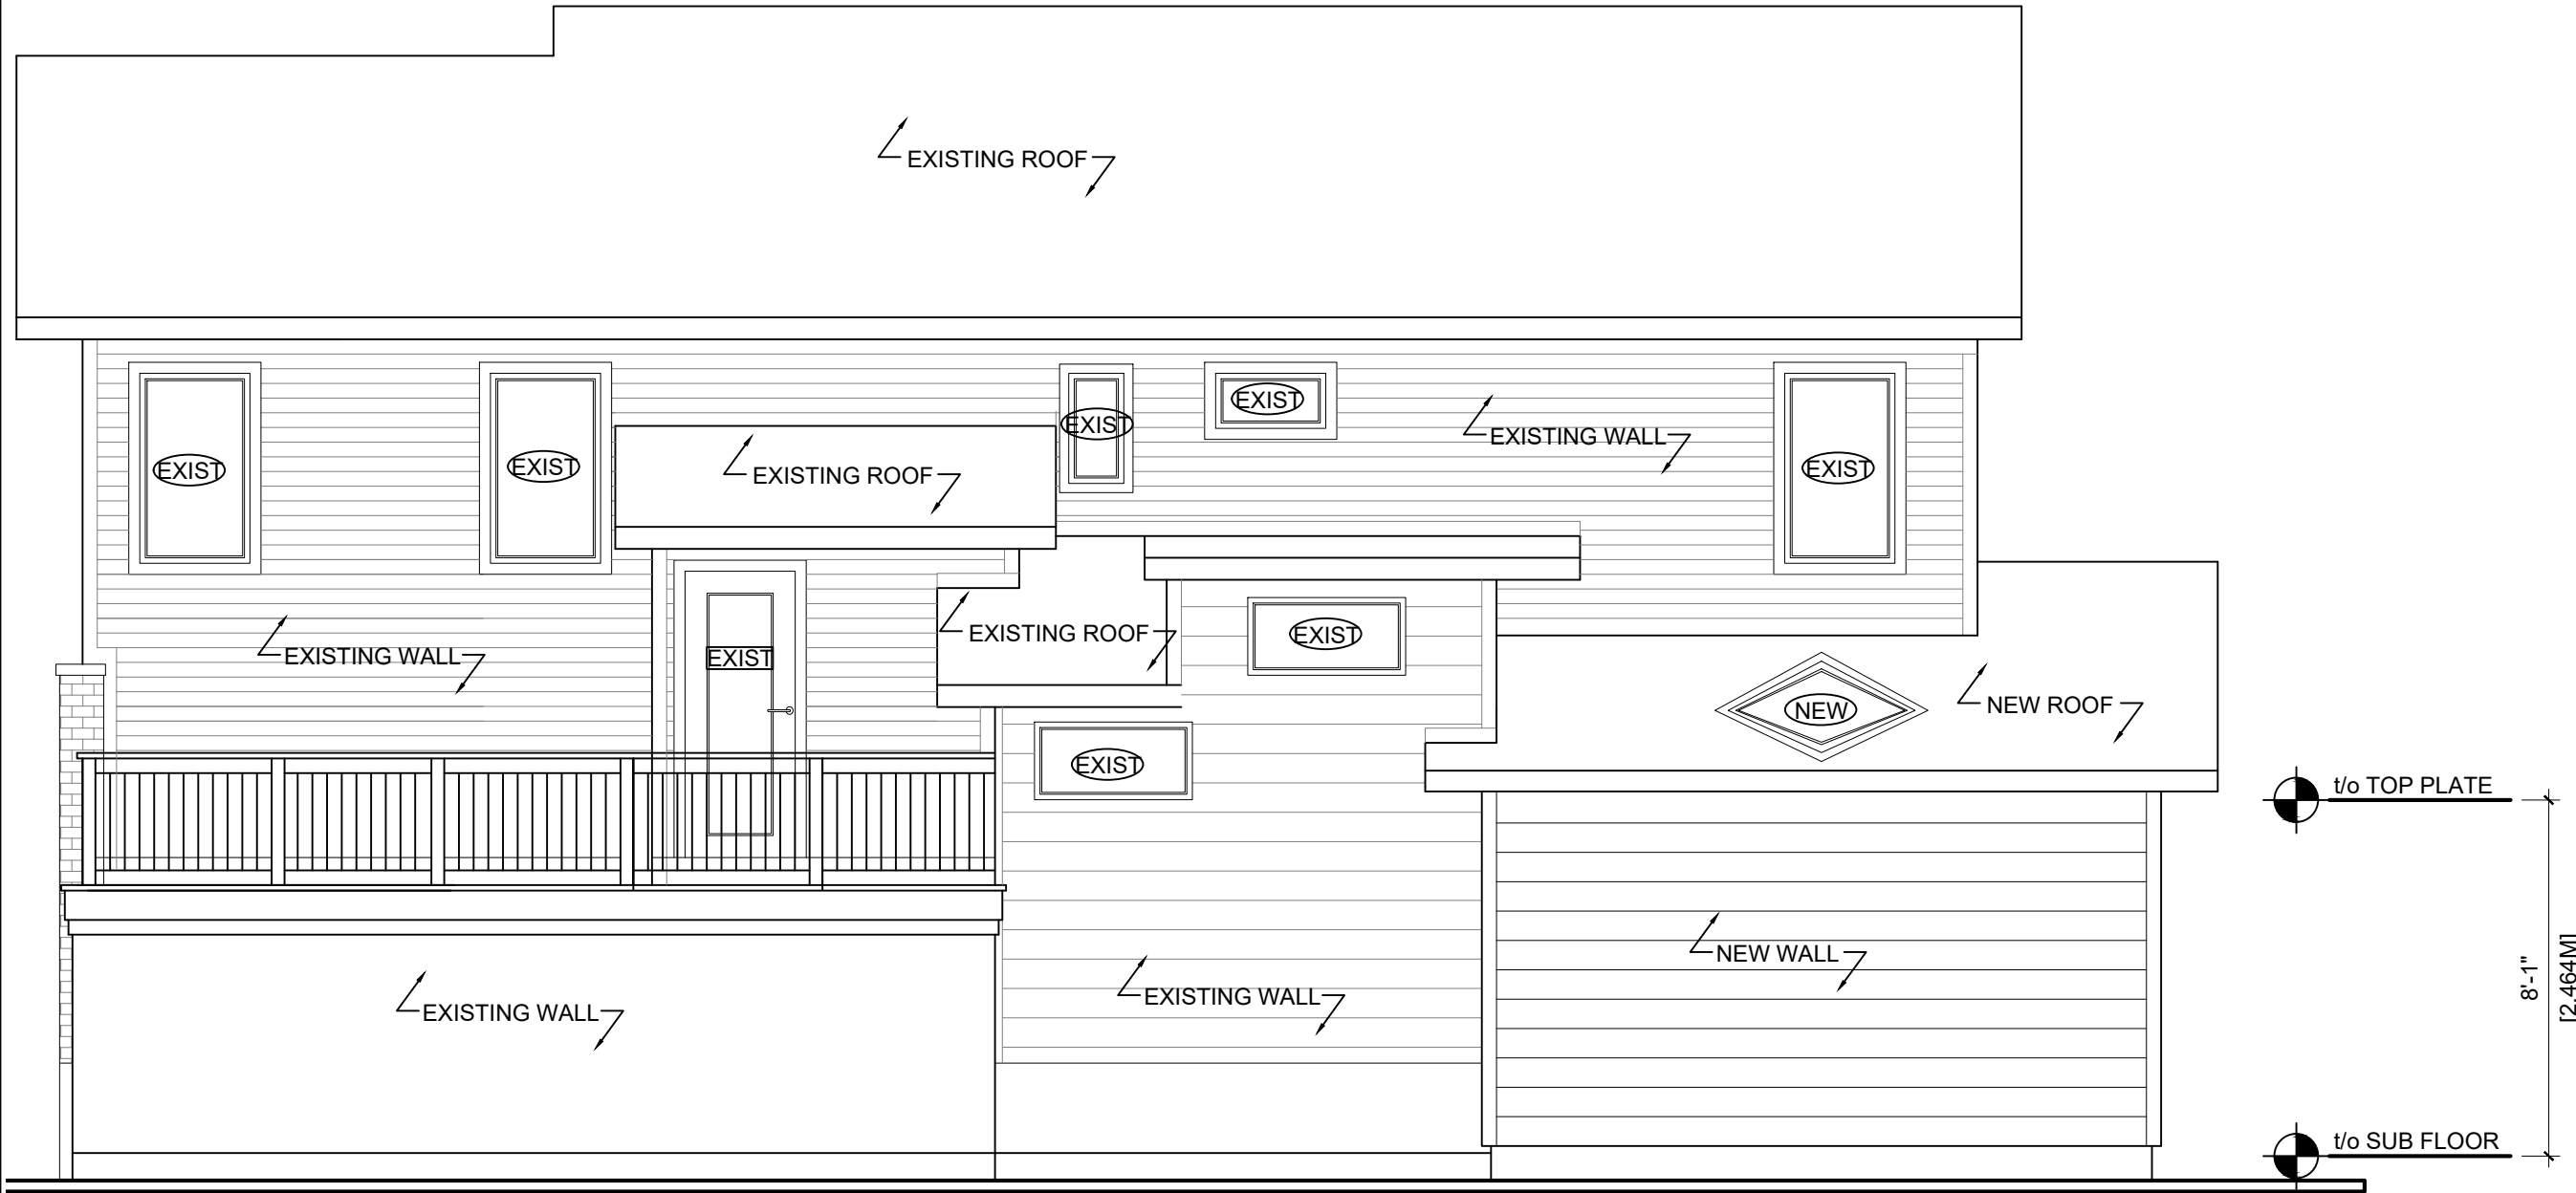 EXISTING ROOF
EXIST
EXIST
EXIST
EXIST
EXISTING WALL
EXIST
EXISTING ROOF
EXISTING WALL
EXIST
EXISTING ROOF
EXIST
NEW
NEW ROOF
EXIST
t/o TOP PLATE
NEW WALL
EXISTING WALL
EXISTING WALL
8'-1"
[2.464M]
t/o SUB FLOOR